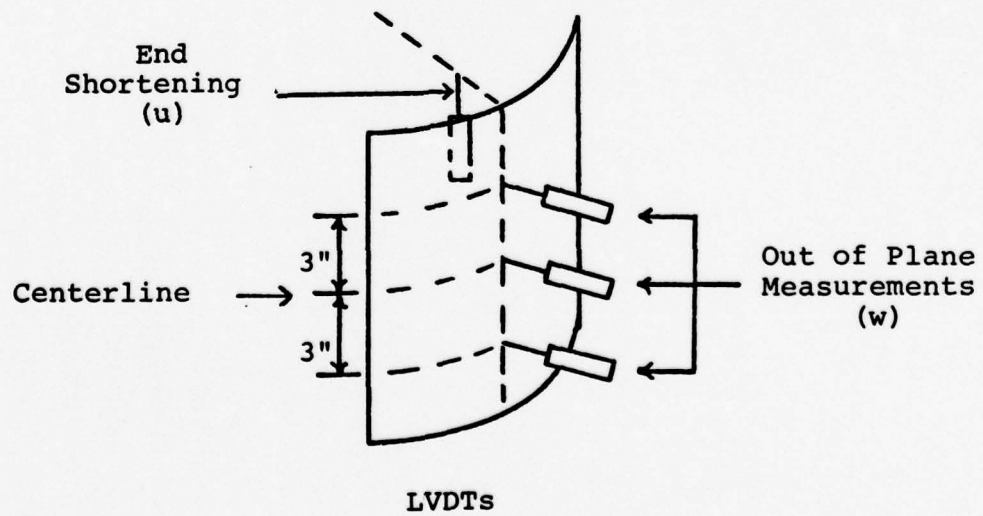 End
Shortening
(u)
3"
Centerline
3"
Out of Plane
Measurements
(w)
LVDTs